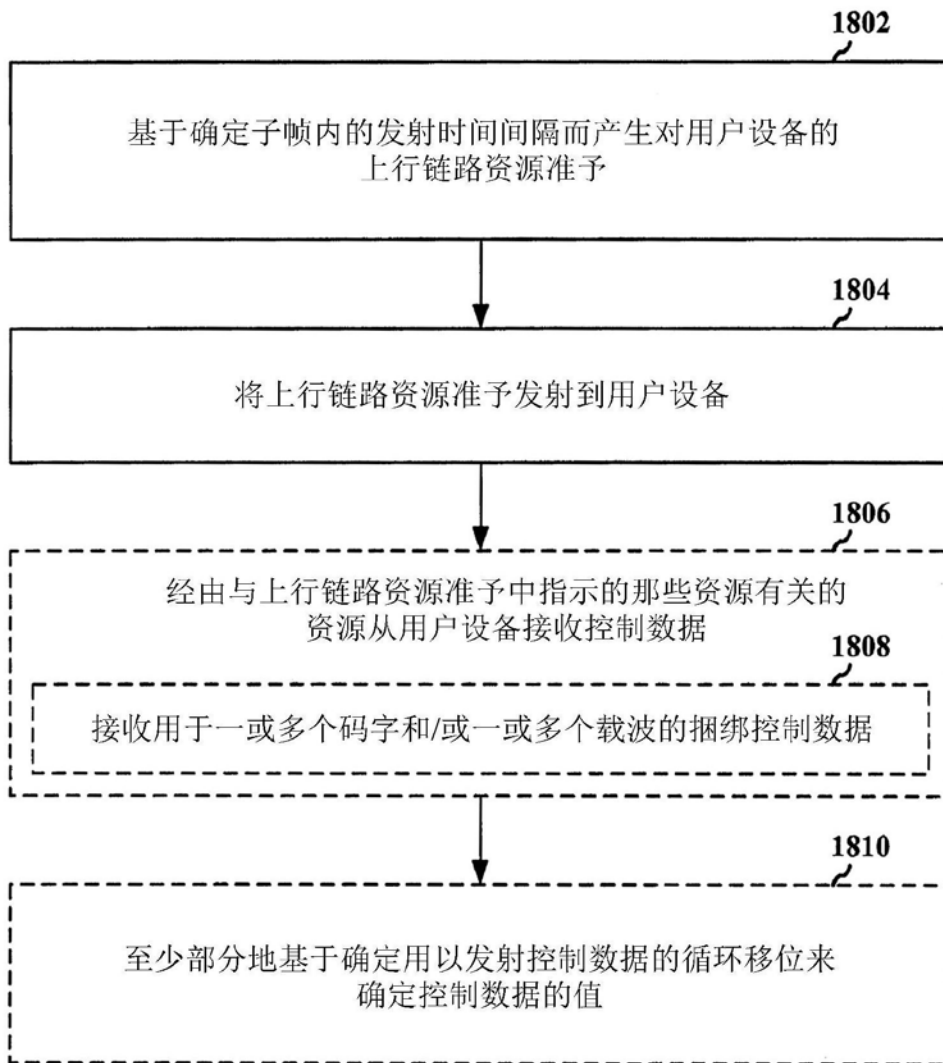 1802
基于确定子帧内的发射时间间隔而产生对用户设备的
上行链路资源准予
1804
将上行链路资源准予发射到用户设备
1806
经由与上行链路资源准予中指示的那些资源有关的
资源从用户设备接收控制数据
1808
接收用于一或多个码字和/或一或多个载波的捆绑控制数据
1810
至少部分地基于确定用以发射控制数据的循环移位来
确定控制数据的值